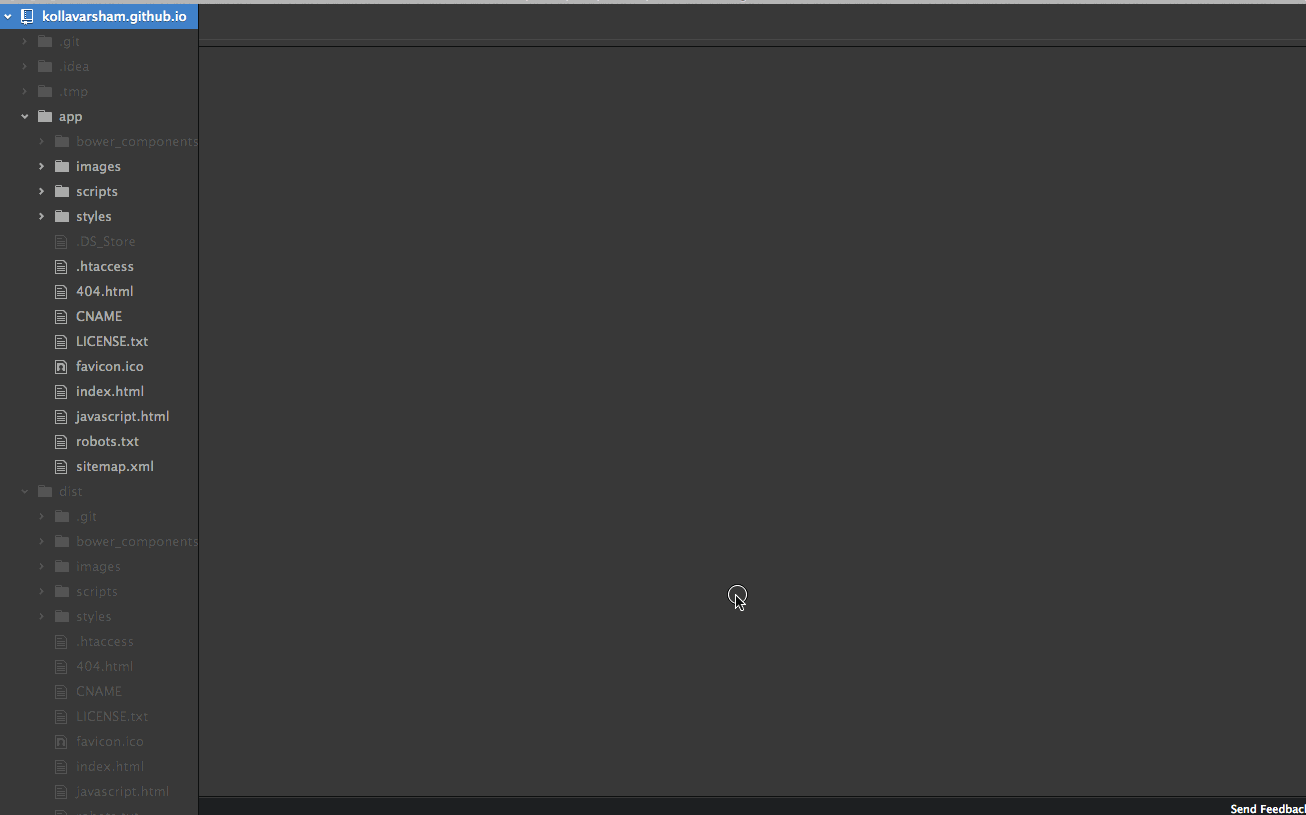 kollavarsham.github.io
.git
.idea
.tmp
app
bower_components
images
scripts
styles
.DS_Store
.htaccess
404.html
CNAME
LICENSE.txt
favicon.ico
index.html
javascript.html
robots.txt
sitemap.xml
dist
.git
bower_components
images
scripts
styles
.htaccess
404.html
CNAME
LICENSE.txt
favicon.ico
index.html
javascript.html
Send Feedback